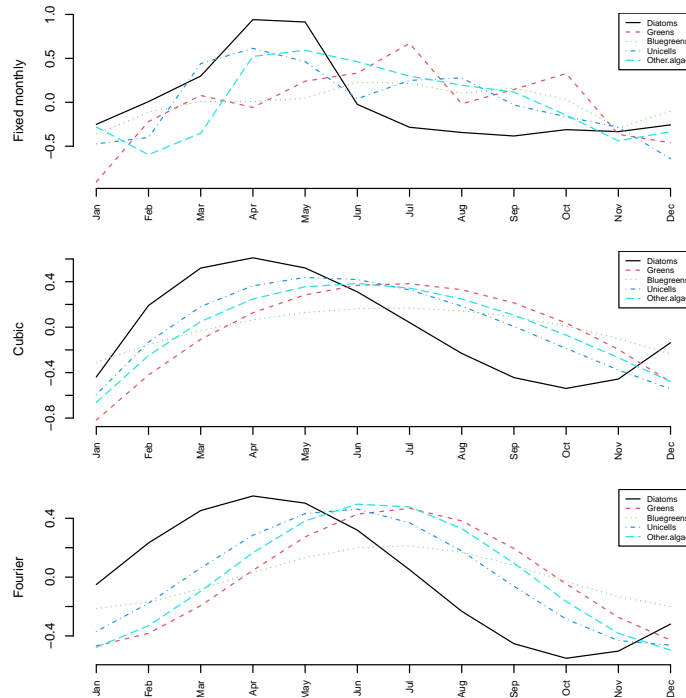 Fixed monthly
1.0
0.5
0.0
−0.5
Diatoms
Greens
Bluegreens
Unicells
Other.algae
Jan Feb Mar Apr May Jun Jul Aug Sep Oct Nov Dec
Cubic
0.4
0.0
−0.4
−0.8
Diatoms
Greens
Bluegreens
Unicells
Other.algae
Jan Feb Mar Apr May Jun Jul Aug Sep Oct Nov Dec
Fourier
0.4
0.0
−0.4
Diatoms
Greens
Bluegreens
Unicells
Other.algae
Jan Feb Mar Apr May Jun Jul Aug Sep Oct Nov Dec